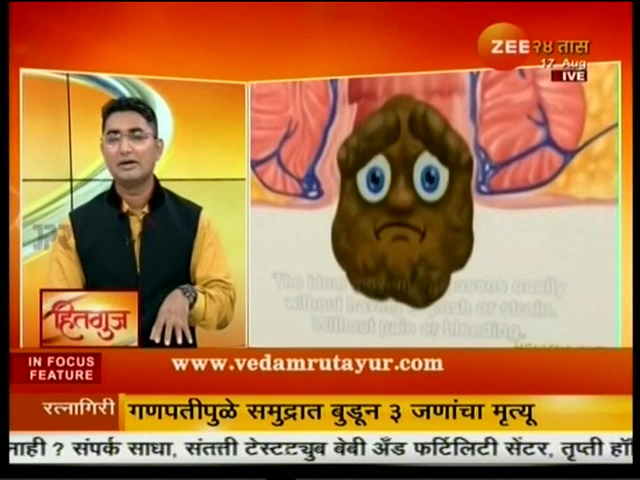 ZEE २४ तास
17 Aug
LIVE
The ideal bowel movement passes easily
without having to push or strain.
Without pain or bleeding.
हितगुज
IN FOCUS
FEATURE
www.vedamrutayur.com
रत्नागिरी
गणपतीपुळे समुद्रात बुडून ३ जणांचा मृत्यू
नाही ? संपर्क साधा, संतती टेस्टट्युब बेबी अँड फर्टिलिटी सेंटर, तृप्ती हॉ